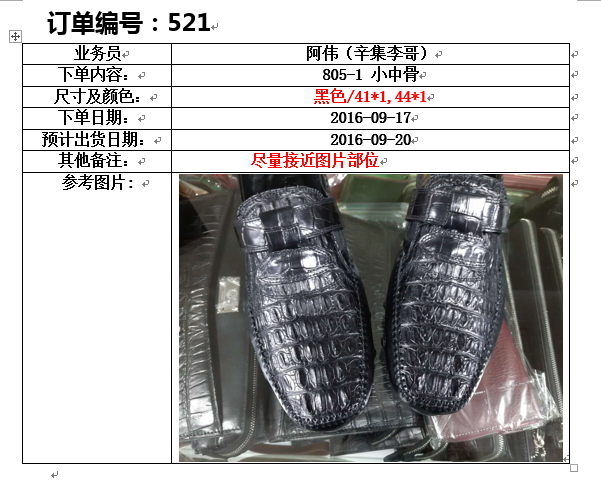 订单编号：521
业务员 阿伟（辛集李哥）
下单内容： 805-1 小中骨
尺寸及颜色： 黑色/41*1,44*1
下单日期： 2016-09-17
预计出货日期： 2016-09-20
其他备注： 尽量接近图片部位
参考图片: